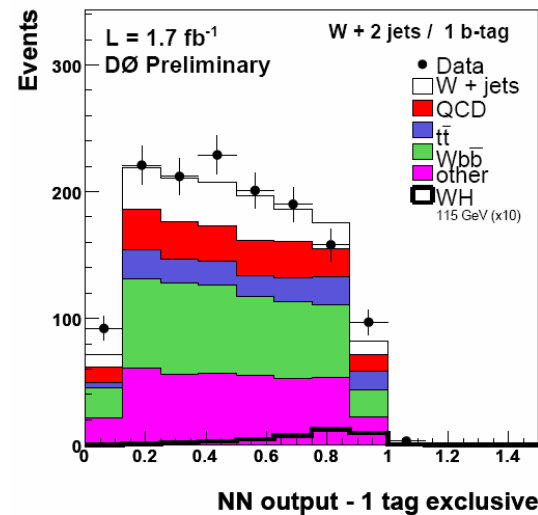 L = 1.7 fb⁻¹
DØ Preliminary
W + 2 jets / 1 b-tag
Data
W + jets
QCD
tt̄
Wbb̄
other
WH
115 GeV (x10)
Events
300
200
100
0
0 0.2 0.4 0.6 0.8 1 1.2 1.4
NN output - 1 tag exclusive